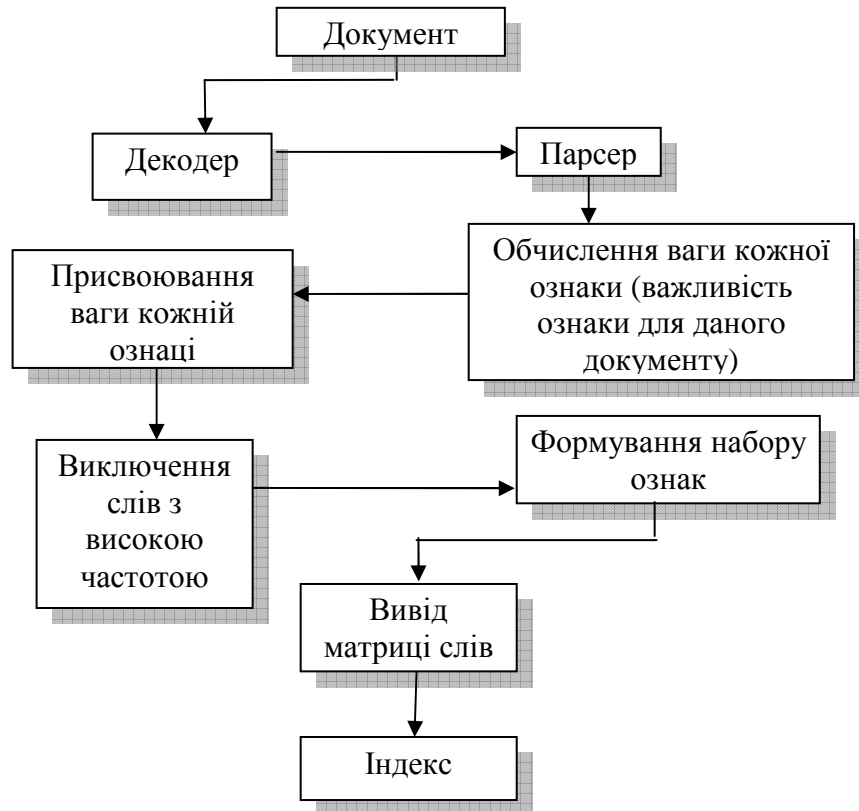 Документ
Декодер
Парсер
Обчислення ваги кожної
ознаки (важливість
ознаки для даного
документу)
Присвоювання
ваги кожній
ознаці
Виключення
слів з
високою
частотою
Формування набору
ознак
Вивід
матриці слів
Індекс